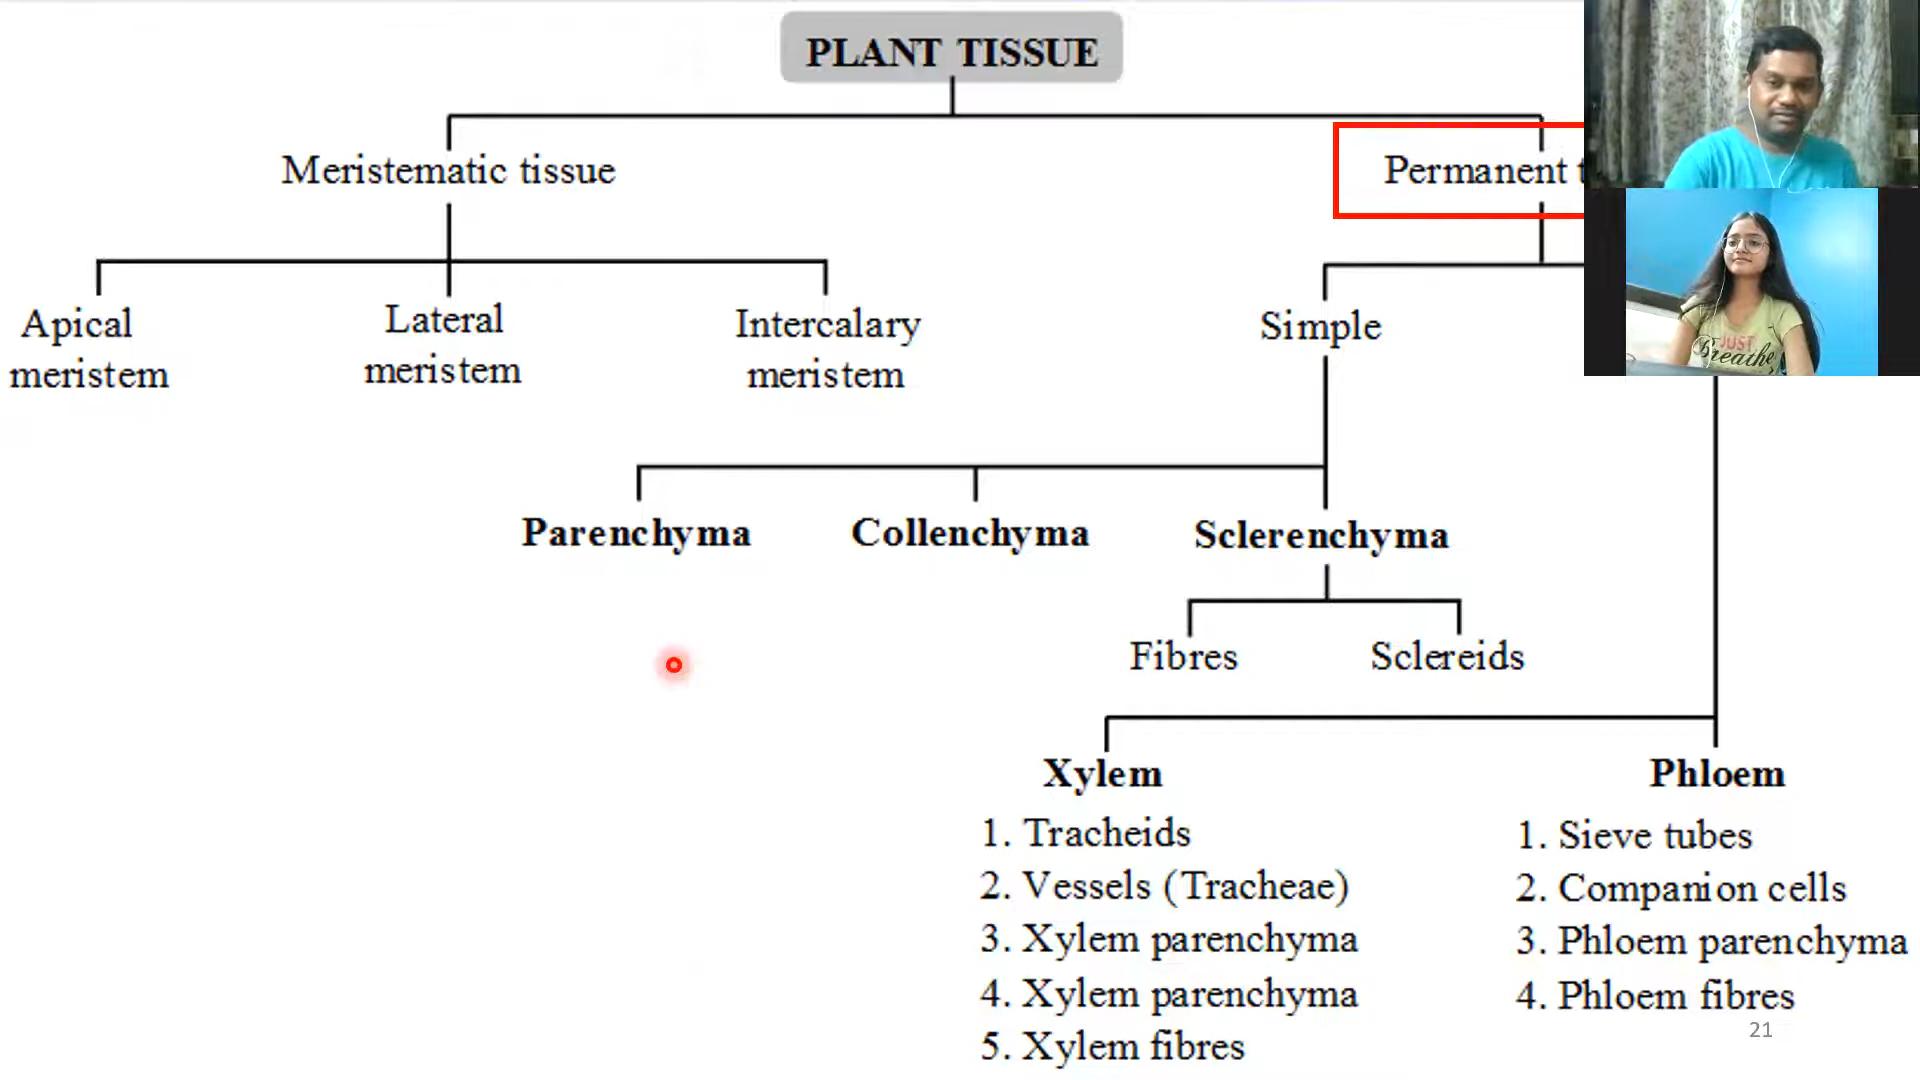 PLANT TISSUE
Meristematic tissue
Permanent
Apical
meristem
Lateral
meristem
Intercalary
meristem
Simple
JUST
Breathe
Parenchyma
Collenchyma
Sclerenchyma
Fibres
Sclereids
Xylem
1. Tracheids
2. Vessels (Tracheae)
3. Xylem parenchyma
4. Xylem parenchyma
5. Xylem fibres
Phloem
1. Sieve tubes
2. Companion cells
3. Phloem parenchyma
4. Phloem fibres
21